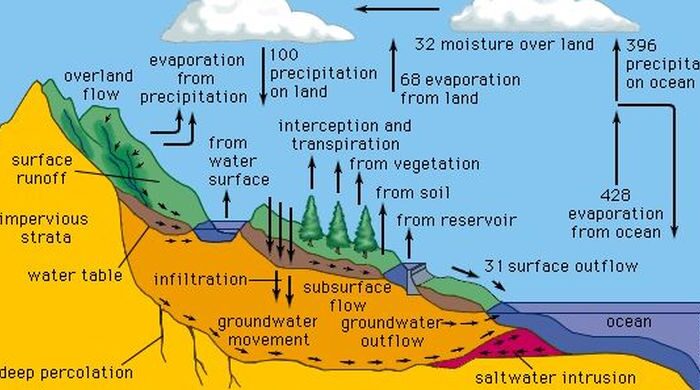 32 moisture over land
396
precipita
on ocean
100
precipitation
on land
68 evaporation
from land
evaporation
from
precipitation
overland
flow
interception and
transpiration
from
water
surface
from vegetation
surface
runoff
from soil
428
evaporation
from ocean
from reservoir
impervious
strata
water table
infiltration
31 surface outflow
subsurface
flow
groundwater
movement
groundwater
outflow
ocean
deep percolation
saltwater intrusion